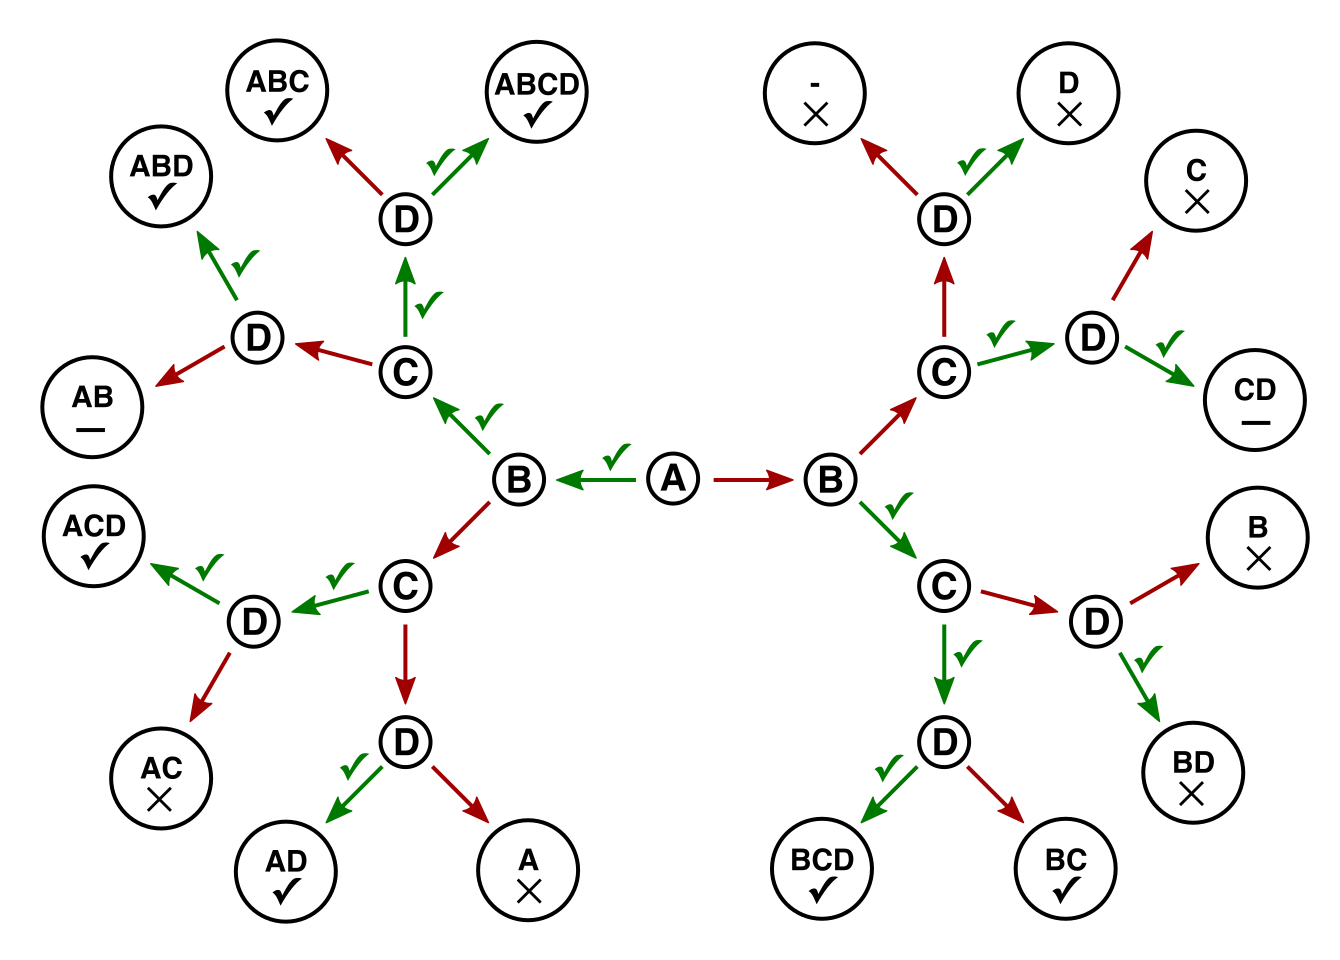 ABC
✓
ABCD
✓
-
×
D
×
ABD
✓
C
×
D
✓
D
✓
✓
✓
D
C
C
✓
D
✓
AB
—
✓
CD
—
B
✓
A
B
ACD
✓
✓
✓
B
×
D
✓
C
C
D
✓
✓
AC
×
D
✓
D
✓
BD
×
AD
✓
A
×
BCD
✓
BC
✓